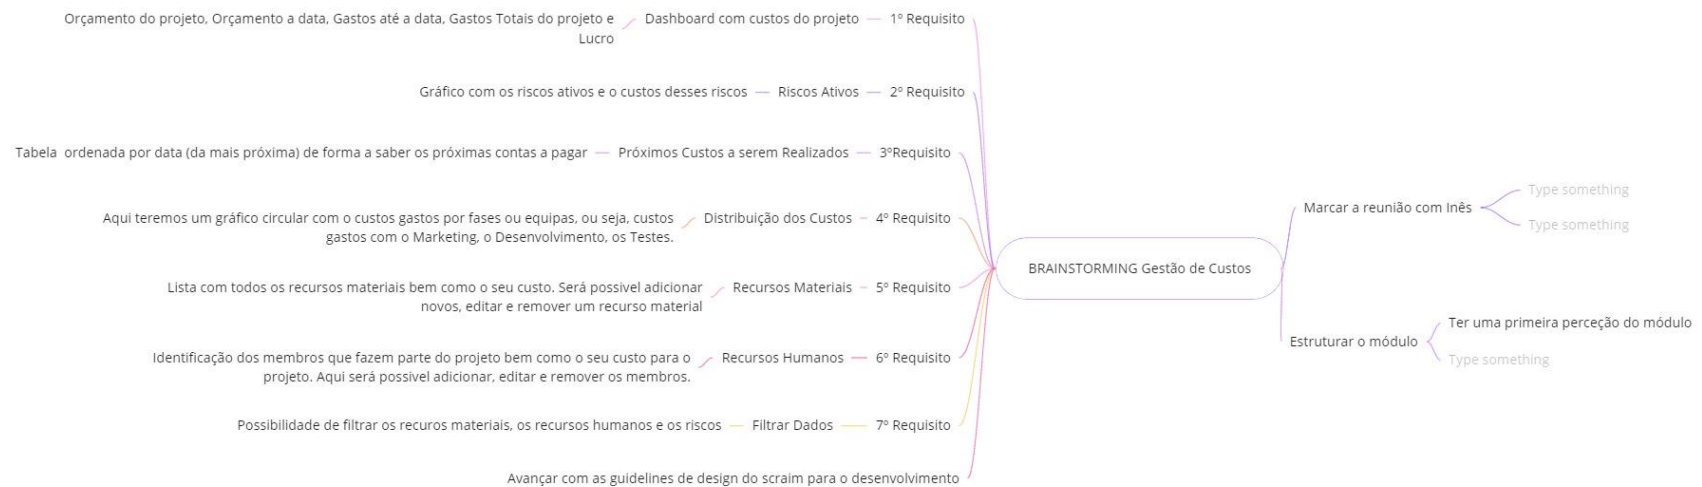 Orçamento do projeto, Orçamento a data, Gastos até a data, Gastos Totais do projeto e
Lucro
Dashboard com custos do projeto
1º Requisito
Gráfico com os riscos ativos e o custos desses riscos
Riscos Ativos
2º Requisito
Tabela  ordenada por data (da mais próxima) de forma a saber os próximas contas a pagar
Próximos Custos a serem Realizados
3ºRequisito
Aqui teremos um gráfico circular com o custos gastos por fases ou equipas, ou seja, custos
gastos com o Marketing, o Desenvolvimento, os Testes.
Distribuição dos Custos
4º Requisito
Lista com todos os recursos materiais bem como o seu custo. Será possivel adicionar
novos, editar e remover um recurso material
Recursos Materiais
5º Requisito
Identificação dos membros que fazem parte do projeto bem como o seu custo para o
projeto. Aqui será possivel adicionar, editar e remover os membros.
Recursos Humanos
6º Requisito
Possibilidade de filtrar os recuros materiais, os recursos humanos e os riscos
Filtrar Dados
7º Requisito
Avançar com as guidelines de design do scraim para o desenvolvimento
BRAINSTORMING Gestão de Custos
Marcar a reunião com Inês
Type something
Type something
Estruturar o módulo
Ter uma primeira perceção do módulo
Type something